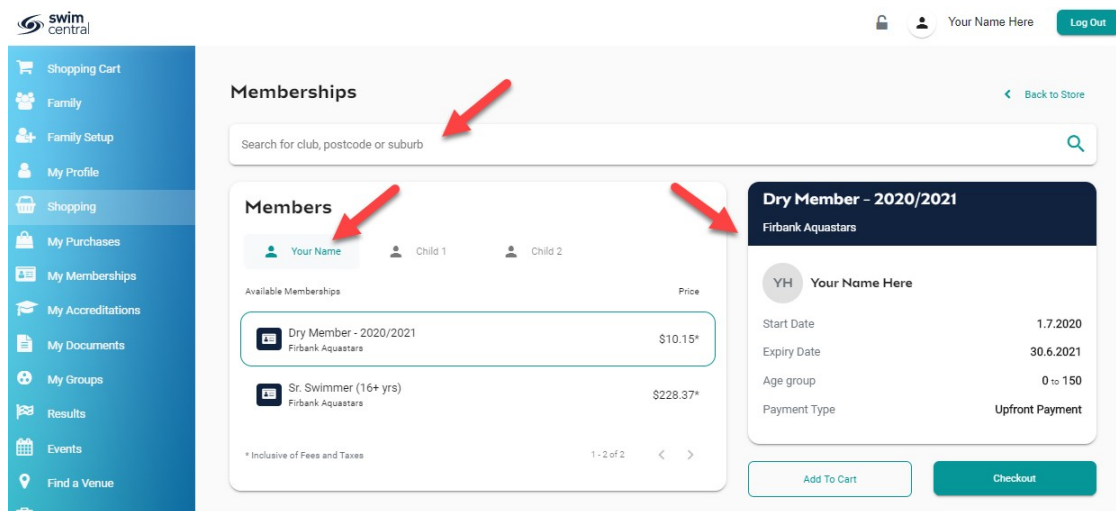 swim
central
Your Name Here
Log Out
Shopping Cart
Family
Family Setup
My Profile
Shopping
My Purchases
My Memberships
My Accreditations
My Documents
My Groups
Results
Events
Find a Venue
Memberships
Back to Store
Search for club, postcode or suburb
Members
Your Name
Child 1
Child 2
Available Memberships
Price
Dry Member - 2020/2021
$10.15*
Firbank Aquastars
Sr. Swimmer (16+ yrs)
$228.37*
Firbank Aquastars
* Inclusive of Fees and Taxes
1 - 2 of 2
Dry Member - 2020/2021
Firbank Aquastars
YH
Your Name Here
Start Date
1.7.2020
Expiry Date
30.6.2021
Age group
0 to 150
Payment Type
Upfront Payment
Add To Cart
Checkout